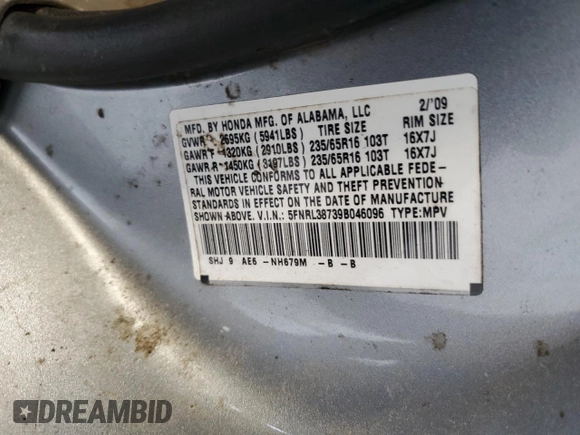 MFD. BY HONDA MFG. OF ALABAMA, LLC 2/'09
GVWR 2695KG (5941LBS) TIRE SIZE RIM SIZE
GAWR F 1320KG (2910LBS) 235/65R16 103T 16X7J
GAWR R 1450KG (3197LBS) 235/65R16 103T 16X7J
THIS VEHICLE CONFORMS TO ALL APPLICABLE FEDE-
RAL MOTOR VEHICLE SAFETY AND THEFT PREVENTION
STANDARDS IN EFFECT ON THE DATE OF MANUFACTURE
SHOWN ABOVE. V.I.N.: 5FNRL38739B046096 TYPE:MPV
SHJ 9 AE6 -NH679M -B -B
DREAMBID